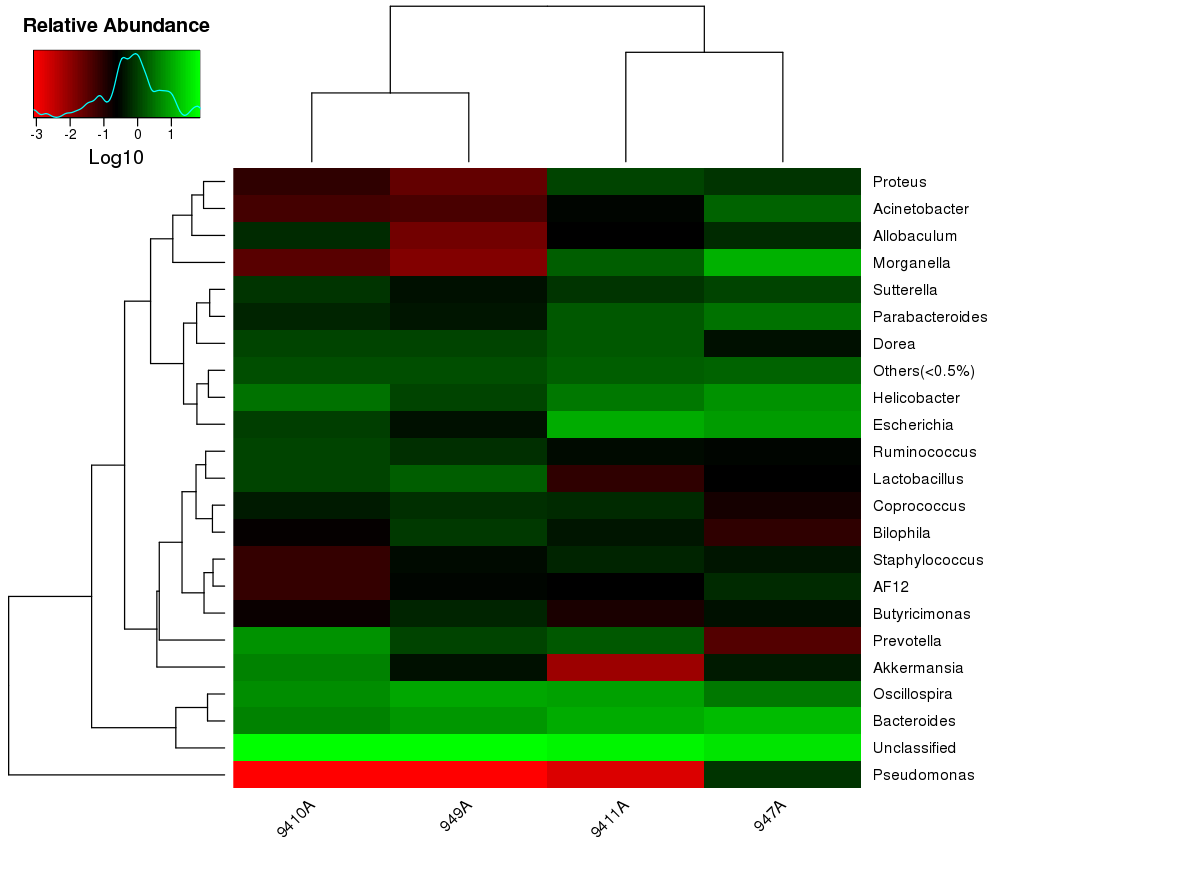 Relative Abundance
-3 -2 -1 0 1
Log10
Proteus
Acinetobacter
Allobaculum
Morganella
Sutterella
Parabacteroides
Dorea
Others(<0.5%)
Helicobacter
Escherichia
Ruminococcus
Lactobacillus
Coprococcus
Bilophila
Staphylococcus
AF12
Butyricimonas
Prevotella
Akkermansia
Oscillospira
Bacteroides
Unclassified
Pseudomonas
9410A 949A 9411A 947A